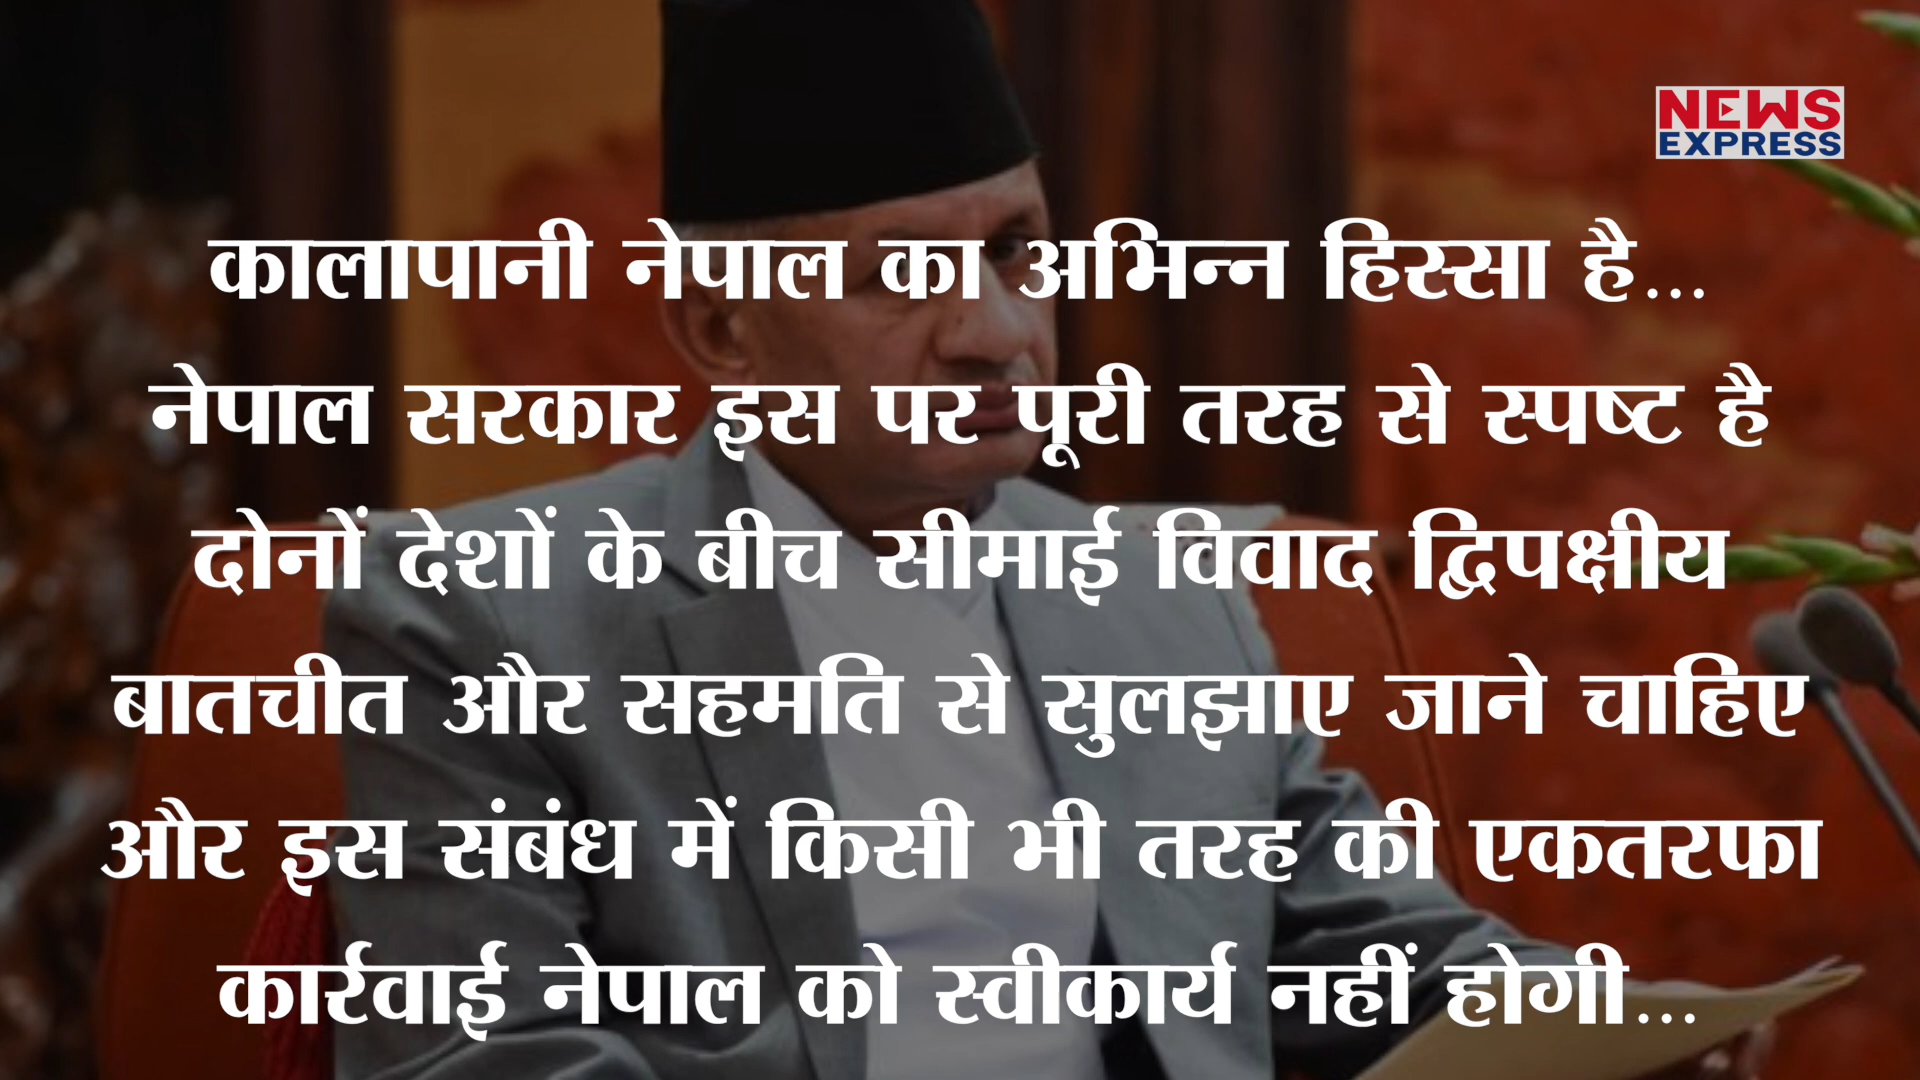 NEWS
EXPRESS
कालापानी नेपाल का अभिन्न हिस्सा है...
नेपाल सरकार इस पर पूरी तरह से स्पष्ट है
दोनों देशों के बीच सीमाई विवाद द्विपक्षीय
बातचीत और सहमति से सुलझाए जाने चाहिए
और इस संबंध में किसी भी तरह की एकतरफा
कार्रवाई नेपाल को स्वीकार्य नहीं होगी...